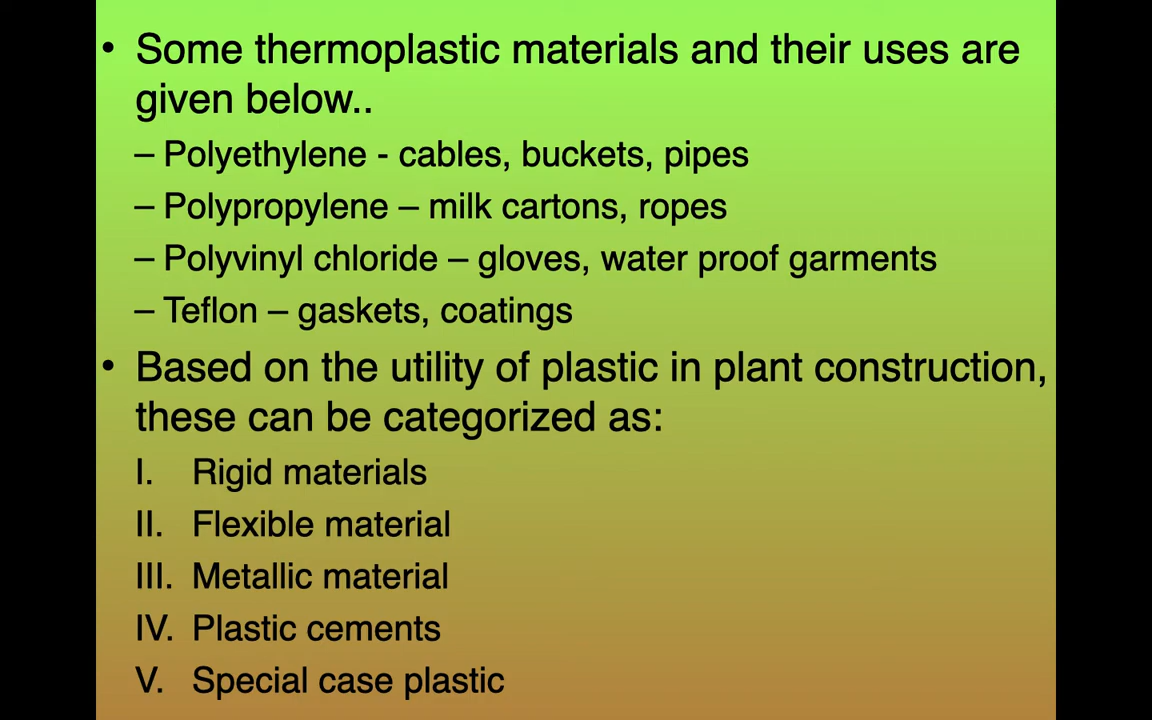 • Some thermoplastic materials and their uses are
given below..
– Polyethylene - cables, buckets, pipes
– Polypropylene – milk cartons, ropes
– Polyvinyl chloride – gloves, water proof garments
– Teflon – gaskets, coatings
• Based on the utility of plastic in plant construction,
these can be categorized as:
I. Rigid materials
II. Flexible material
III. Metallic material
IV. Plastic cements
V. Special case plastic